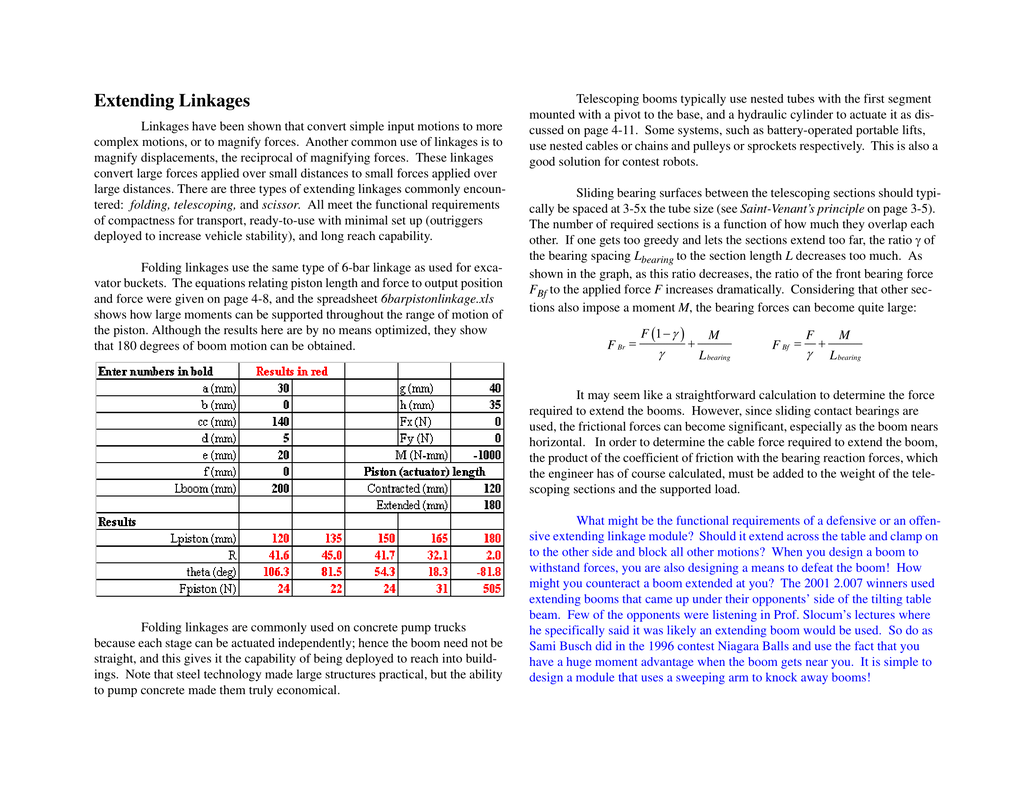 Extending Linkages
Linkages have been shown that convert simple input motions to more
complex motions, or to magnify forces. Another common use of linkages is to
magnify displacements, the reciprocal of magnifying forces. These linkages
convert large forces applied over small distances to small forces applied over
large distances. There are three types of extending linkages commonly encoun-
tered: folding, telescoping, and scissor. All meet the functional requirements
of compactness for transport, ready-to-use with minimal set up (outriggers
deployed to increase vehicle stability), and long reach capability.
Folding linkages use the same type of 6-bar linkage as used for exca-
vator buckets. The equations relating piston length and force to output position
and force were given on page 4-8, and the spreadsheet 6barpistonlinkage.xls
shows how large moments can be supported throughout the range of motion of
the piston. Although the results here are by no means optimized, they show
that 180 degrees of boom motion can be obtained.
Enter numbers in bold Results in red
a (mm) 30 g (mm) 40
b (mm) 0 h (mm) 35
cc (mm) 140 Fx (N) 0
d (mm) 5 Fy (N) 0
e (mm) 20 M (N-mm) -1000
f (mm) 0 Piston (actuator) length
Lboom (mm) 200 Contracted (mm) 120
Extended (mm) 180
Results
Lpiston (mm) 120 135 150 165 180
R 41.6 45.0 41.7 32.1 2.0
theta (deg) 106.3 81.5 54.3 18.3 -81.8
Fpiston (N) 24 22 24 31 505
Folding linkages are commonly used on concrete pump trucks
because each stage can be actuated independently; hence the boom need not be
straight, and this gives it the capability of being deployed to reach into build-
ings. Note that steel technology made large structures practical, but the ability
to pump concrete made them truly economical.
Telescoping booms typically use nested tubes with the first segment
mounted with a pivot to the base, and a hydraulic cylinder to actuate it as dis-
cussed on page 4-11. Some systems, such as battery-operated portable lifts,
use nested cables or chains and pulleys or sprockets respectively. This is also a
good solution for contest robots.
Sliding bearing surfaces between the telescoping sections should typi-
cally be spaced at 3-5x the tube size (see Saint-Venant's principle on page 3-5).
The number of required sections is a function of how much they overlap each
other. If one gets too greedy and lets the sections extend too far, the ratio γ of
the bearing spacing Lbearing to the section length L decreases too much. As
shown in the graph, as this ratio decreases, the ratio of the front bearing force
FBf to the applied force F increases dramatically. Considering that other sec-
tions also impose a moment M, the bearing forces can become quite large:
F Br = F (1 − γ) / γ + M / L bearing F Bf = F / γ + M / L bearing
It may seem like a straightforward calculation to determine the force
required to extend the booms. However, since sliding contact bearings are
used, the frictional forces can become significant, especially as the boom nears
horizontal. In order to determine the cable force required to extend the boom,
the product of the coefficient of friction with the bearing reaction forces, which
the engineer has of course calculated, must be added to the weight of the tele-
scoping sections and the supported load.
What might be the functional requirements of a defensive or an offen-
sive extending linkage module? Should it extend across the table and clamp on
to the other side and block all other motions? When you design a boom to
withstand forces, you are also designing a means to defeat the boom! How
might you counteract a boom extended at you? The 2001 2.007 winners used
extending booms that came up under their opponents' side of the tilting table
beam. Few of the opponents were listening in Prof. Slocum's lectures where
he specifically said it was likely an extending boom would be used. So do as
Sami Busch did in the 1996 contest Niagara Balls and use the fact that you
have a huge moment advantage when the boom gets near you. It is simple to
design a module that uses a sweeping arm to knock away booms!